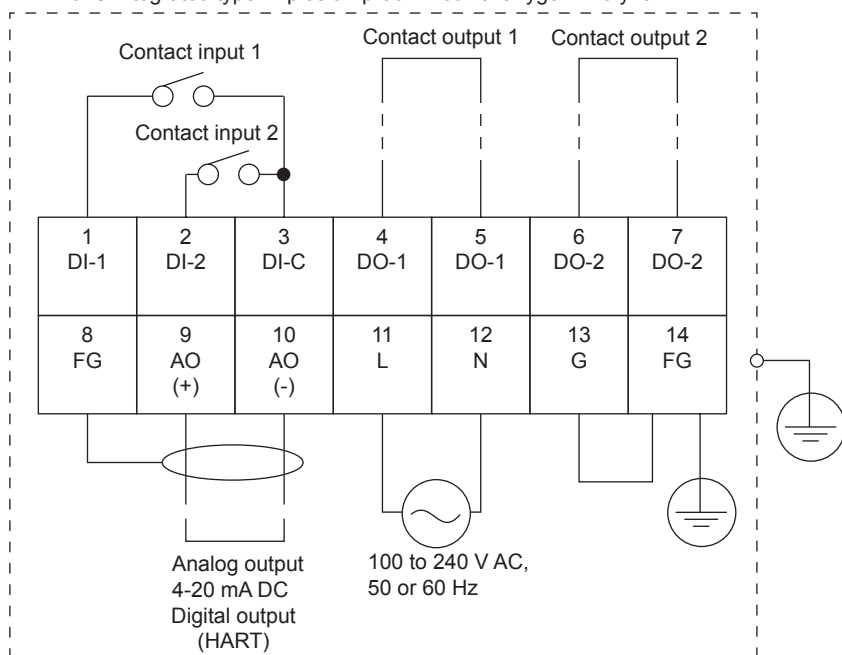 Contact input 1
Contact output 1
Contact output 2
Contact input 2
1
DI-1
2
DI-2
3
DI-C
4
DO-1
5
DO-1
6
DO-2
7
DO-2
8
FG
9
AO
(+)
10
AO
(-)
11
L
12
N
13
G
14
FG
Analog output
4-20 mA DC
Digital output
(HART)
100 to 240 V AC,
50 or 60 Hz